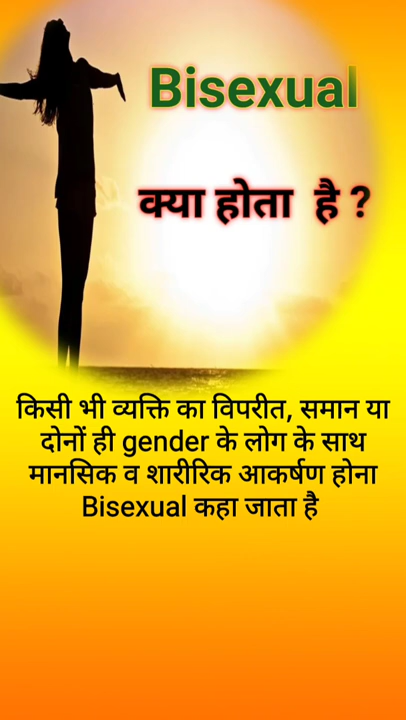 Bisexual
क्या होता है ?
किसी भी व्यक्ति का विपरीत, समान या
दोनों ही gender के लोग के साथ
मानसिक व शारीरिक आकर्षण होना
Bisexual कहा जाता है